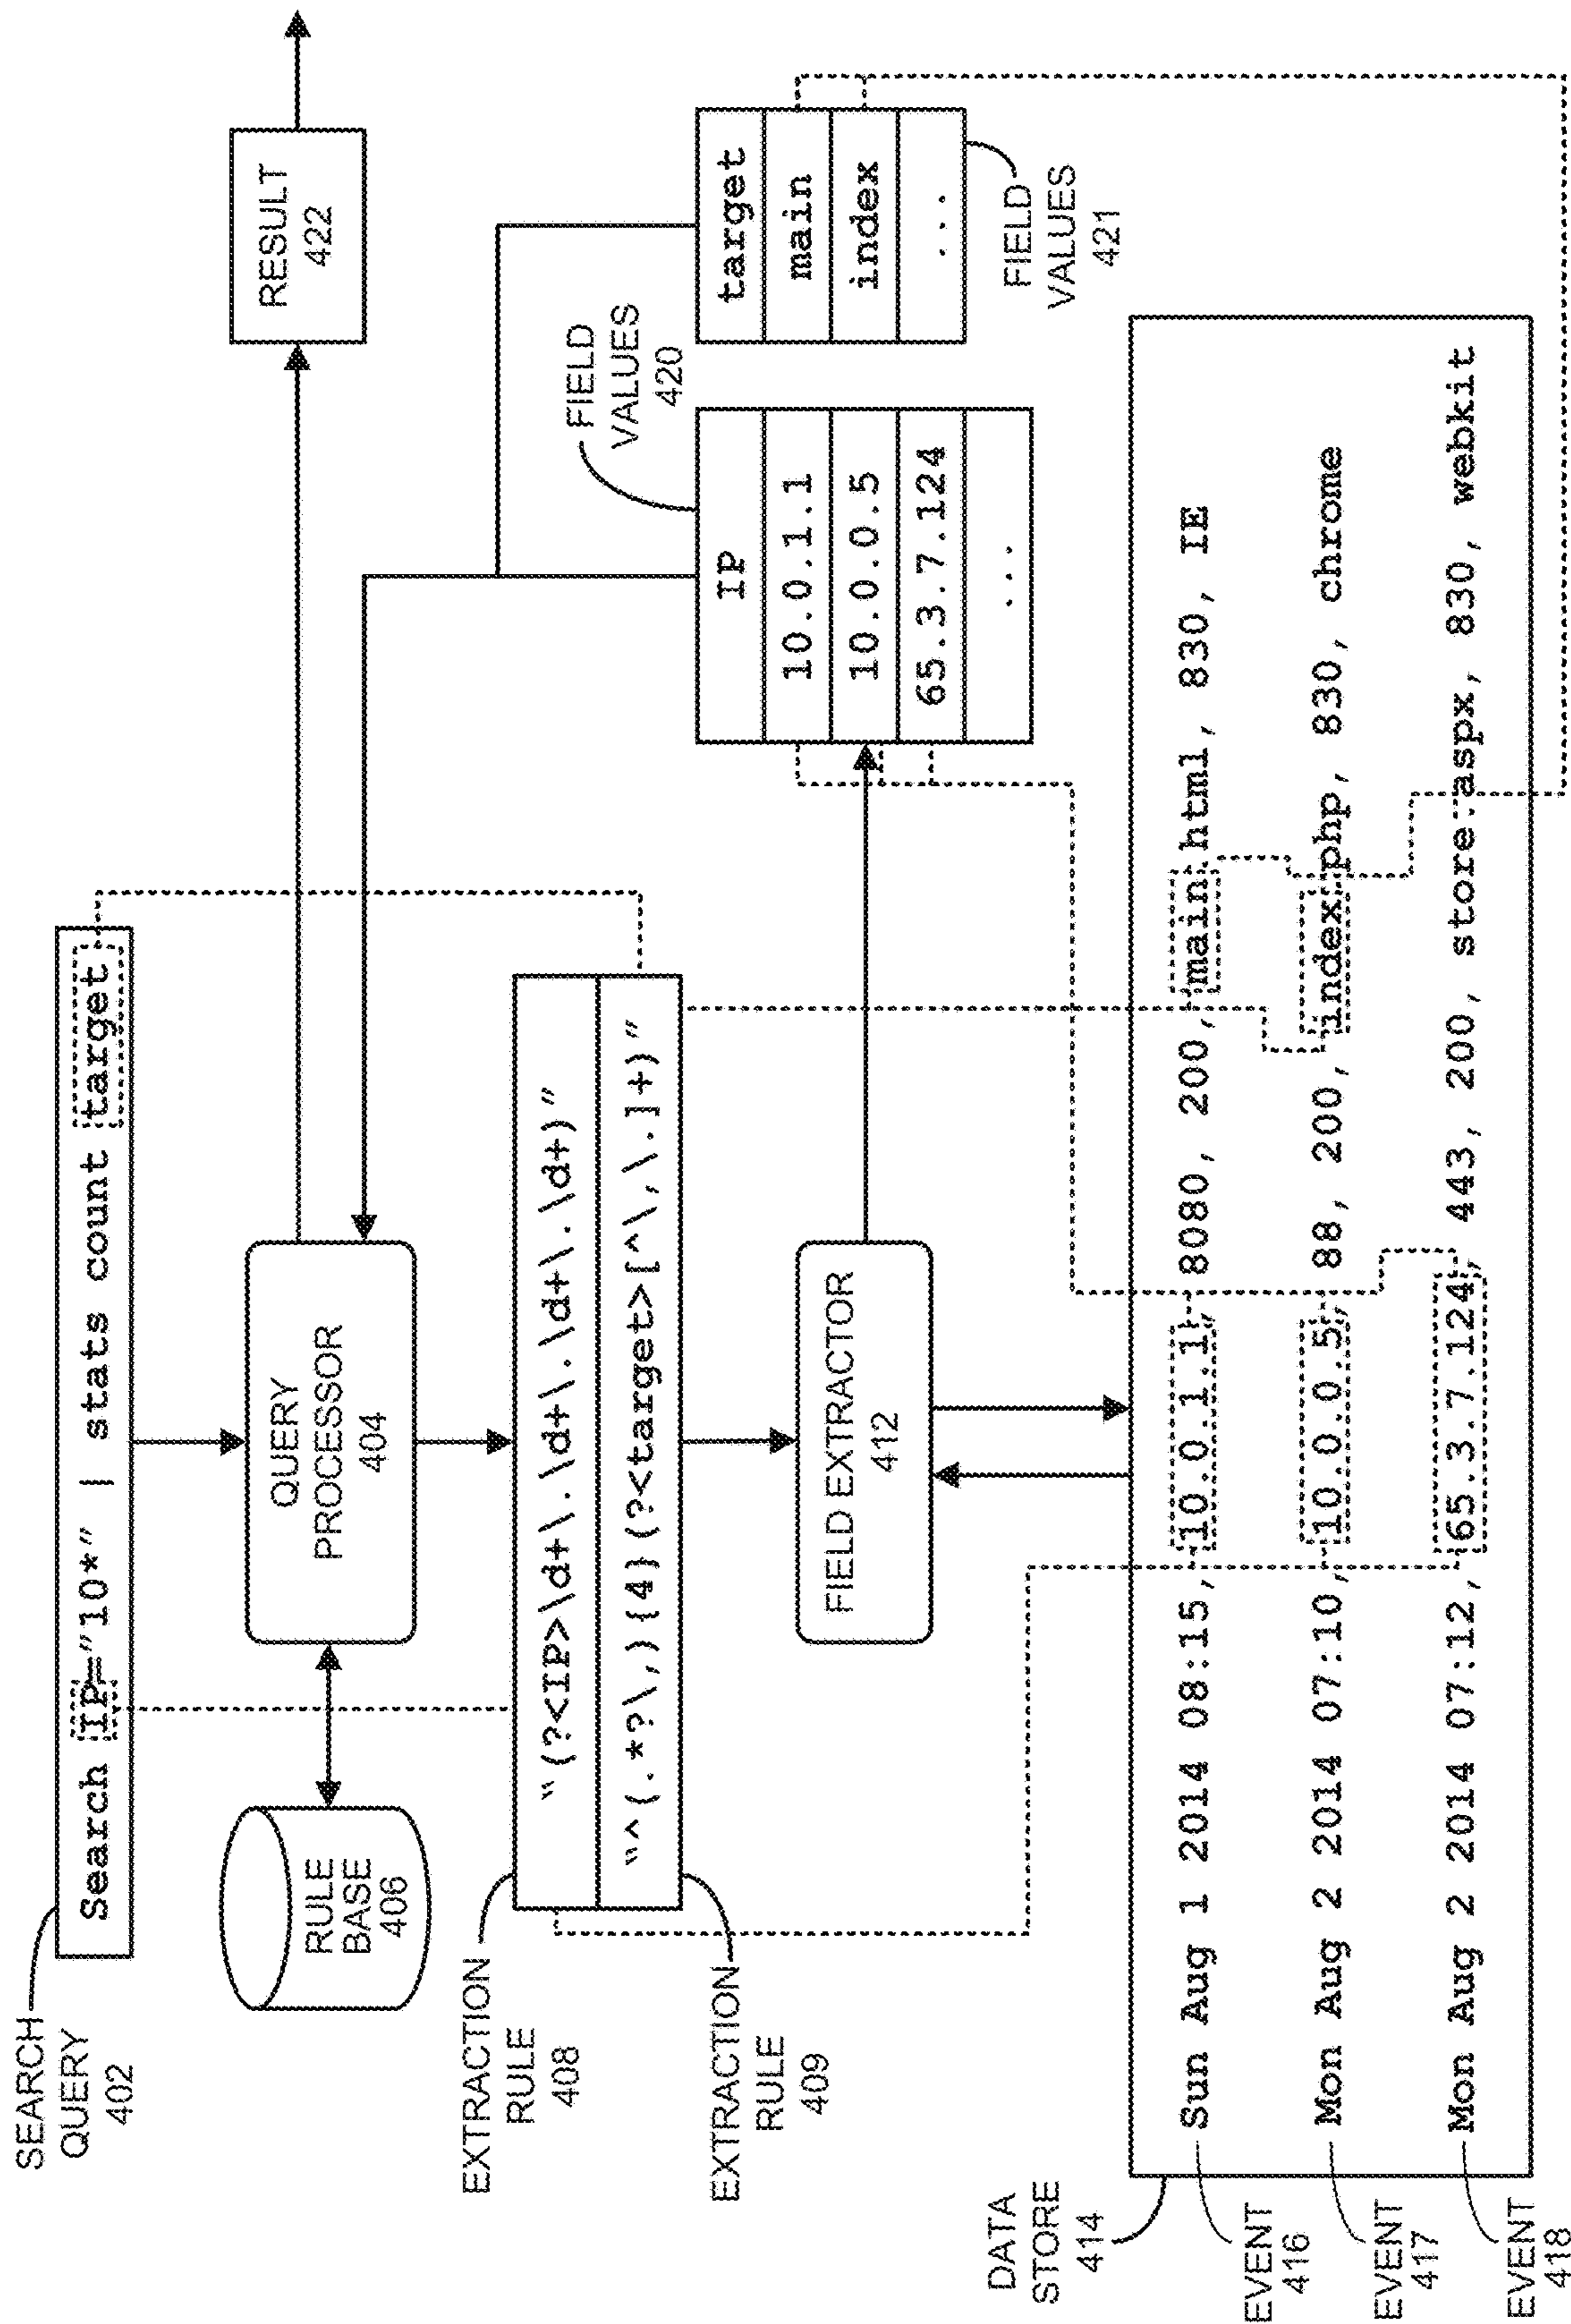 SEARCH
QUERY
402
Search IP="10*" | stats count target
RULE
BASE
406
QUERY
PROCESSOR
404
RESULT
422
EXTRACTION
RULE
408
"(?<IP>\d+\.\d+\.\d+\.\d+)"
"^(.*?\,){4}(?<target>[^\,\.]+)"
EXTRACTION
RULE
409
FIELD EXTRACTOR
412
FIELD
VALUES
420
IP
10.0.1.1
10.0.0.5
65.3.7.124
...
target
main
index
...
FIELD
VALUES
421
DATA
STORE
414
Sun Aug 1 2014 08:15, 10.0.1.1, 8080, 200, main html, 830, IE
Mon Aug 2 2014 07:10, 10.0.0.5, 88, 200, index php, 830, chrome
Mon Aug 2 2014 07:12, 65.3.7.124, 443, 200, store.aspx, 830, webkit
EVENT
416
EVENT
417
EVENT
418